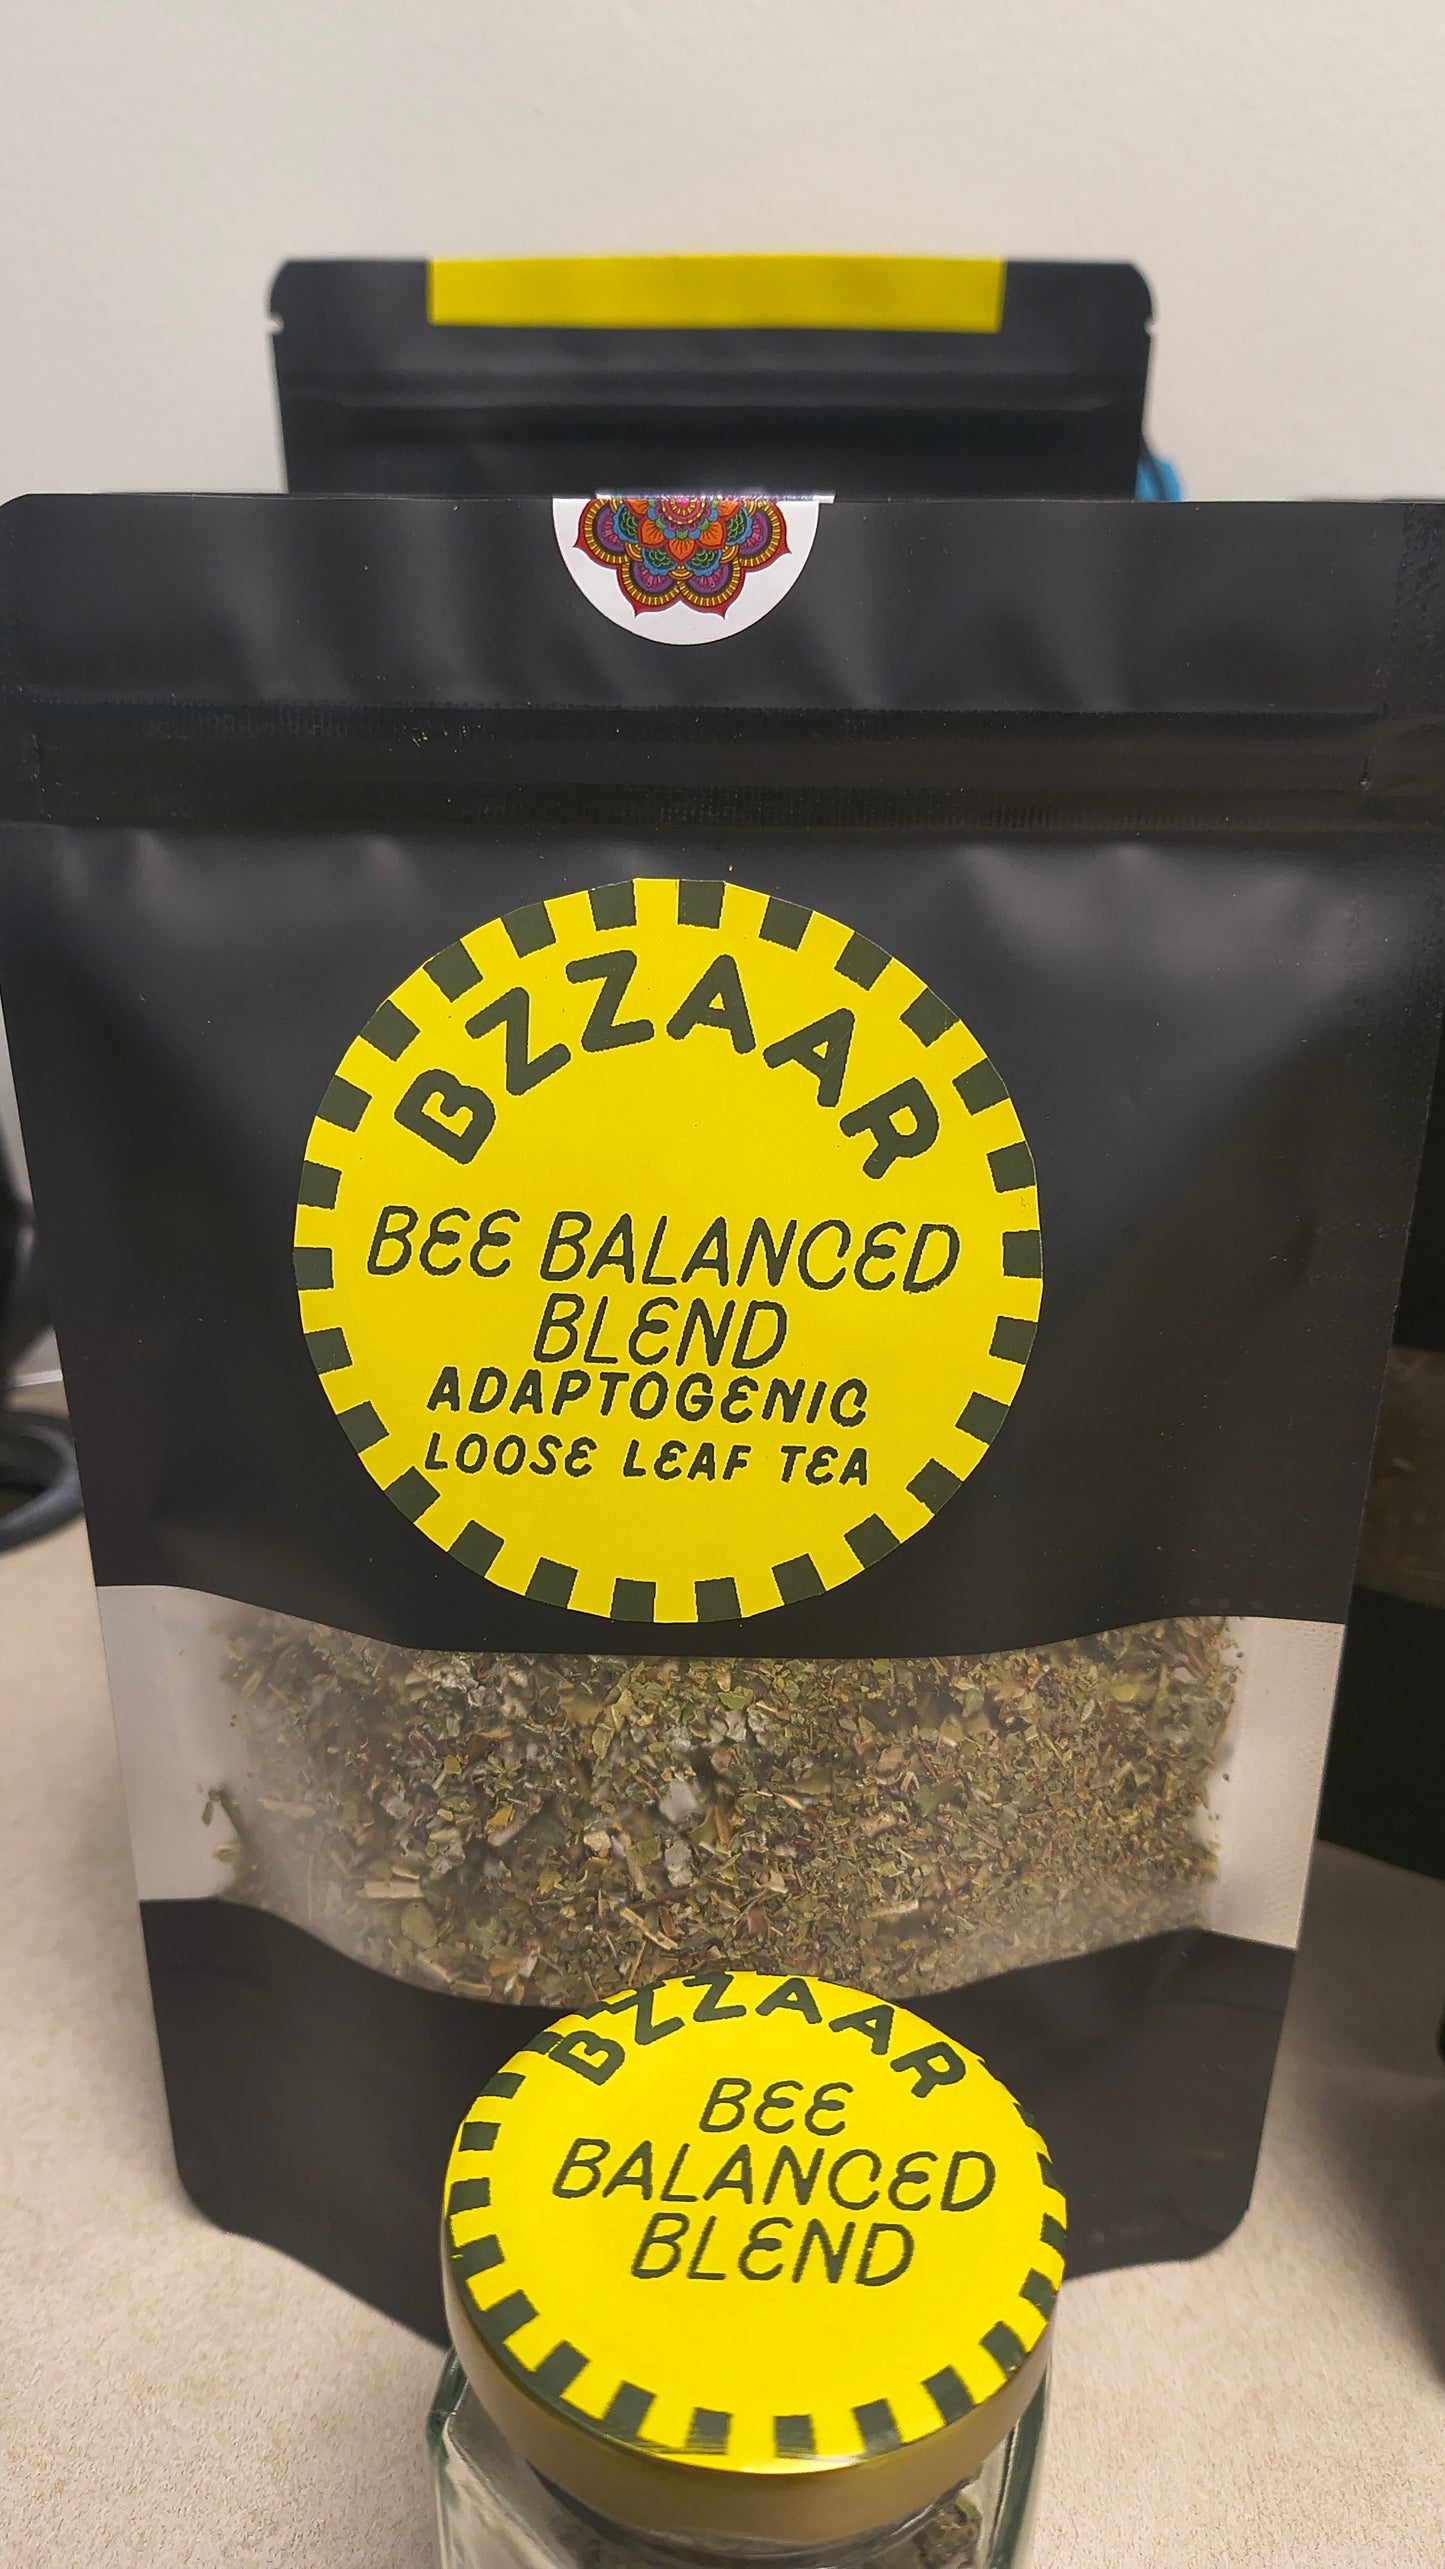 BZZAAR
BEE BALANCED
BLEND
ADAPTOGENIC
LOOSE LEAF TEA
BZZAAR
BEE
BALANCED
BLEND